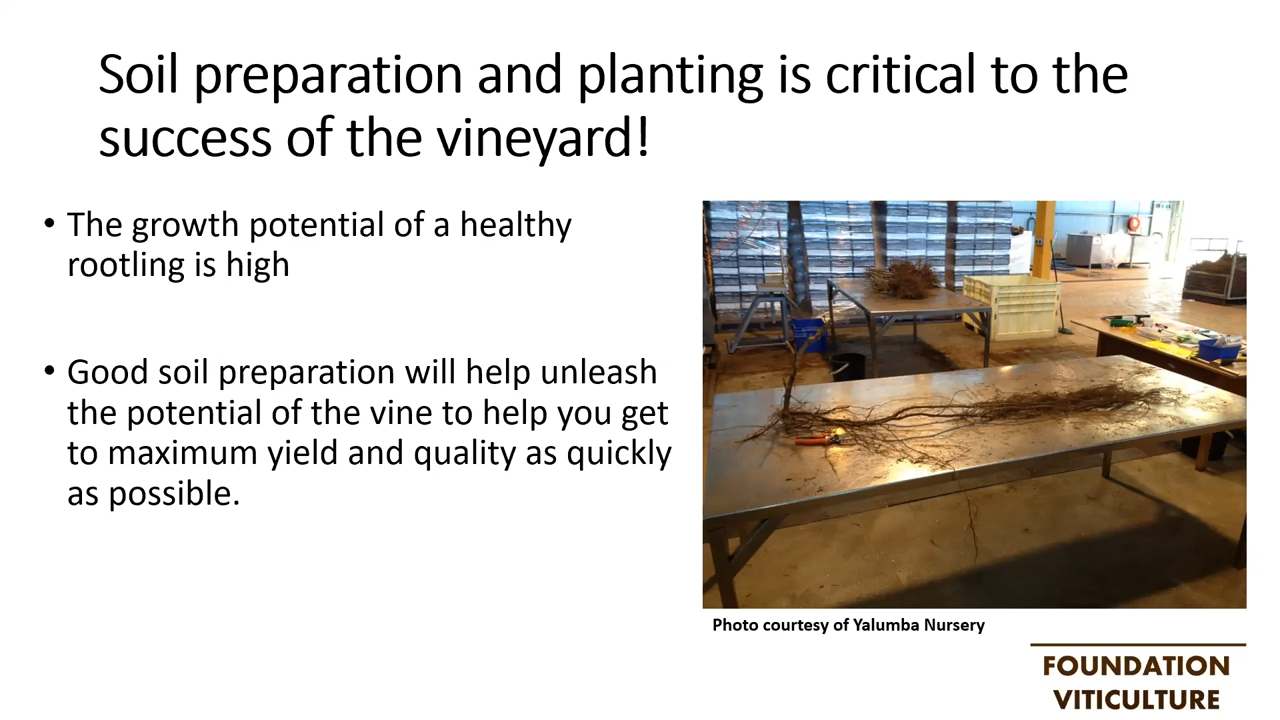 Soil preparation and planting is critical to the
success of the vineyard!
• The growth potential of a healthy
rootling is high
• Good soil preparation will help unleash
the potential of the vine to help you get
to maximum yield and quality as quickly
as possible.
Photo courtesy of Yalumba Nursery
FOUNDATION
VITICULTURE